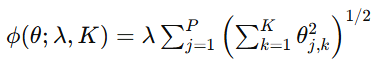 ϕ(θ; λ, K) = λ ∑_{j=1}^{P} (∑_{k=1}^{K} θ_{j,k}^{2})^{1/2}